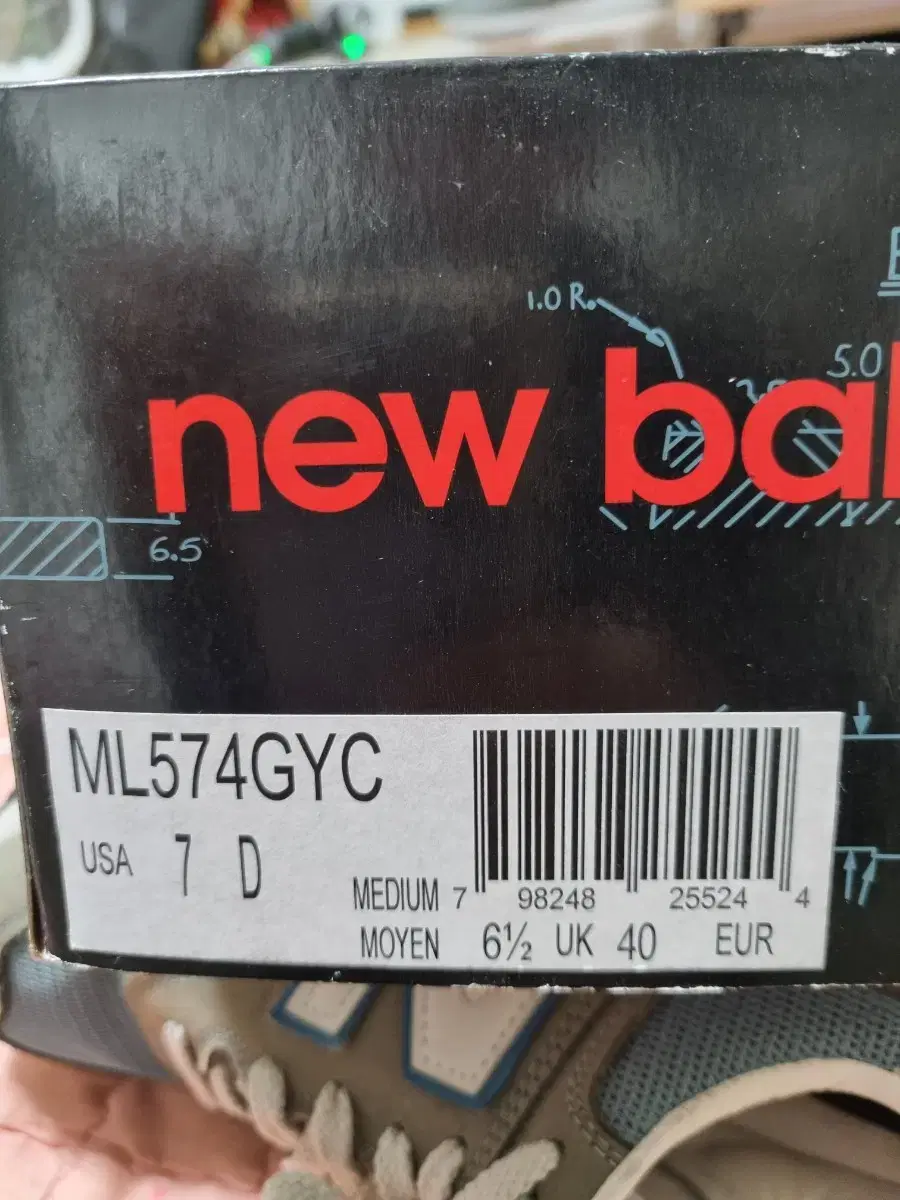 1.0 R.
5.0
new bal
6.5
ML574GYC
USA 7 D
MEDIUM 7 98248 25524 4
MOYEN 6½ UK 40 EUR